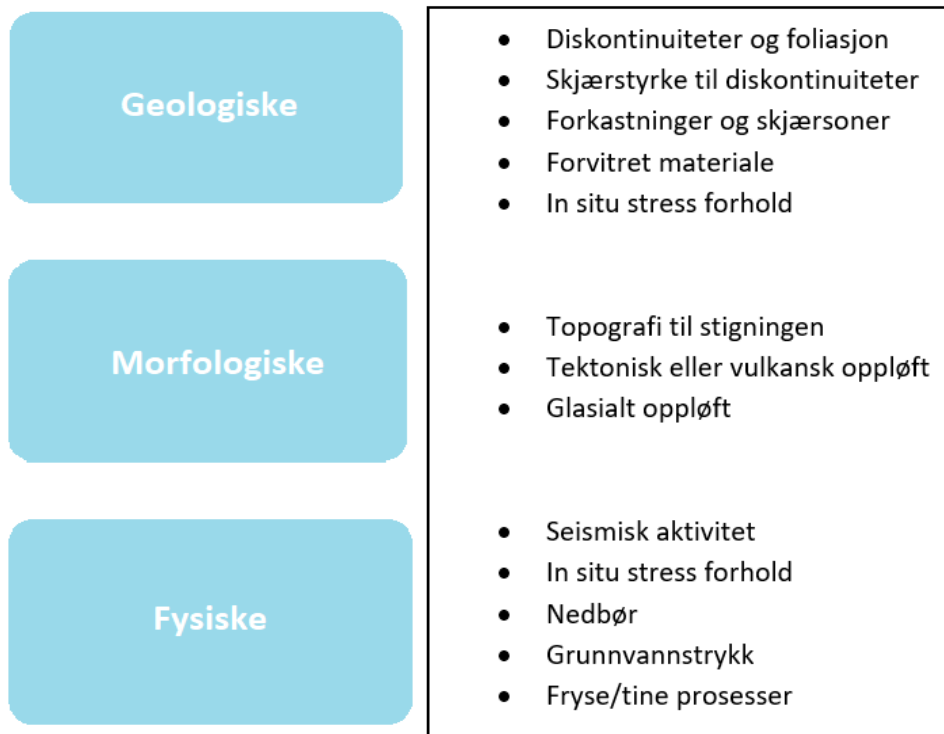 Geologiske
• Diskontinuiteter og foliasjon
• Skjærstyrke til diskontinuiteter
• Forkastninger og skjærsoner
• Forvitret materiale
• In situ stress forhold
Morfologiske
• Topografi til stigningen
• Tektonisk eller vulkansk oppløft
• Glasialt oppløft
Fysiske
• Seismisk aktivitet
• In situ stress forhold
• Nedbør
• Grunnvannstrykk
• Fryse/tine prosesser